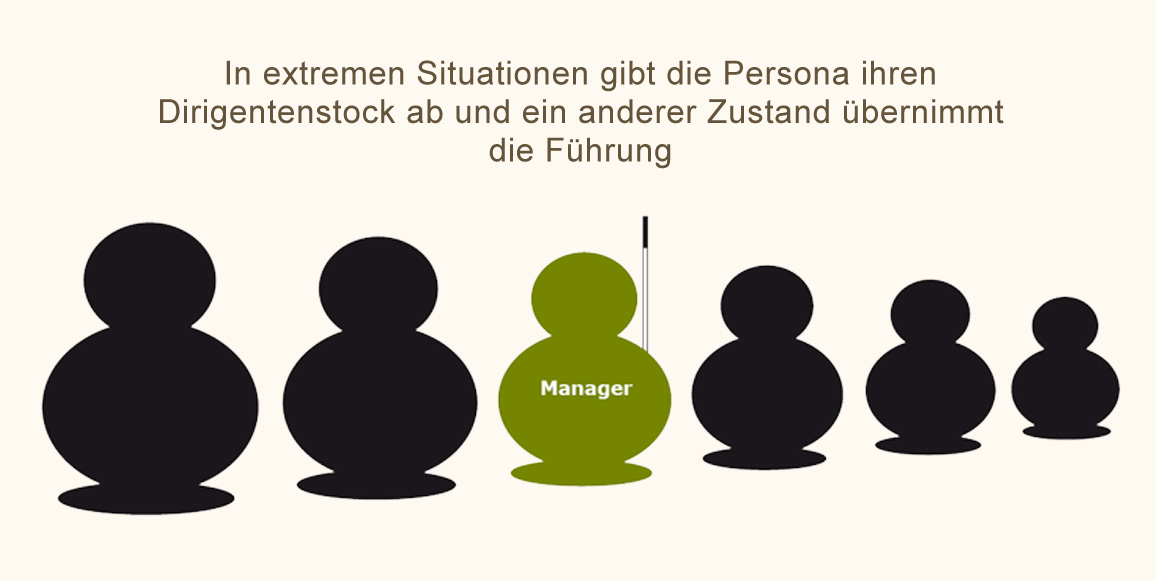 In extremen Situationen gibt die Persona ihren
Dirigentenstock ab und ein anderer Zustand übernimmt
die Führung
Manager